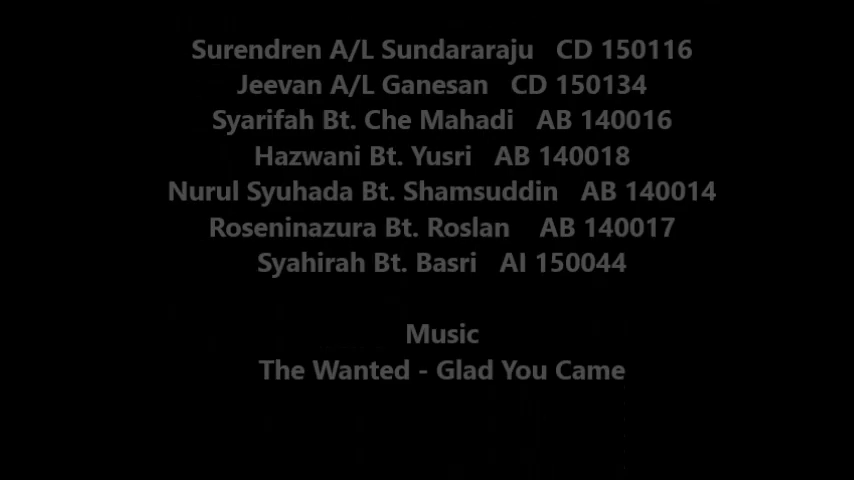 Surendren A/L Sundararaju CD 150116
Jeevan A/L Ganesan CD 150134
Syarifah Bt. Che Mahadi AB 140016
Hazwani Bt. Yusri AB 140018
Nurul Syuhada Bt. Shamsuddin AB 140014
Roseninazura Bt. Roslan AB 140017
Syahirah Bt. Basri AI 150044
Music
The Wanted - Glad You Came